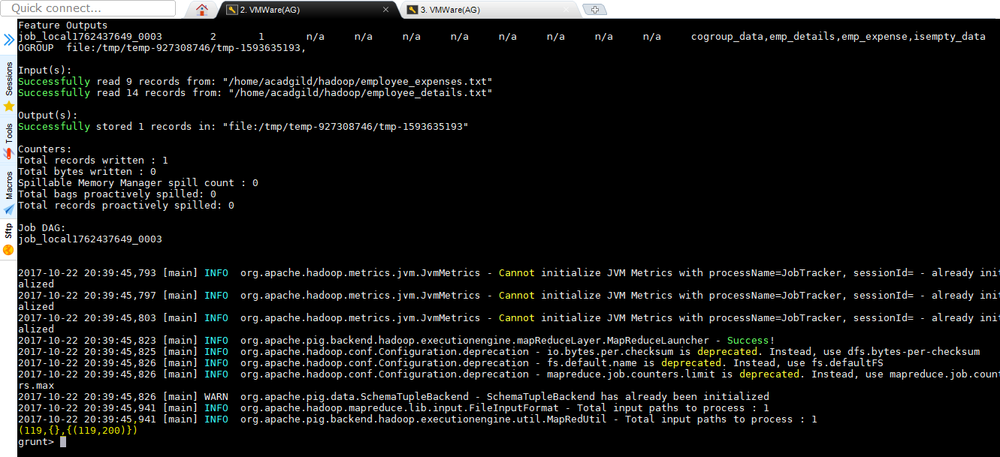 Quick connect...
2. VMWare(AG)
3. VMWare(AG)
Sessions
Tools
Macros
Sftp
Feature Outputs
job_local1762437649_0003        2       1       n/a     n/a     n/a     n/a     n/a     n/a     n/a     n/a     cogroup_data,emp_details,emp_expense,isempty_data
OGROUP  file:/tmp/temp-927308746/tmp-1593635193,
Input(s):
Successfully read 9 records from: "/home/acadgild/hadoop/employee_expenses.txt"
Successfully read 14 records from: "/home/acadgild/hadoop/employee_details.txt"
Output(s):
Successfully stored 1 records in: "file:/tmp/temp-927308746/tmp-1593635193"
Counters:
Total records written : 1
Total bytes written : 0
Spillable Memory Manager spill count : 0
Total bags proactively spilled: 0
Total records proactively spilled: 0
Job DAG:
job_local1762437649_0003
2017-10-22 20:39:45,793 [main] INFO  org.apache.hadoop.metrics.jvm.JvmMetrics - Cannot initialize JVM Metrics with processName=JobTracker, sessionId= - already initi
alized
2017-10-22 20:39:45,797 [main] INFO  org.apache.hadoop.metrics.jvm.JvmMetrics - Cannot initialize JVM Metrics with processName=JobTracker, sessionId= - already initi
alized
2017-10-22 20:39:45,803 [main] INFO  org.apache.hadoop.metrics.jvm.JvmMetrics - Cannot initialize JVM Metrics with processName=JobTracker, sessionId= - already initi
alized
2017-10-22 20:39:45,823 [main] INFO  org.apache.pig.backend.hadoop.executionengine.mapReduceLayer.MapReduceLauncher - Success!
2017-10-22 20:39:45,825 [main] INFO  org.apache.hadoop.conf.Configuration.deprecation - io.bytes.per.checksum is deprecated. Instead, use dfs.bytes-per-checksum
2017-10-22 20:39:45,826 [main] INFO  org.apache.hadoop.conf.Configuration.deprecation - fs.default.name is deprecated. Instead, use fs.defaultFS
2017-10-22 20:39:45,826 [main] INFO  org.apache.hadoop.conf.Configuration.deprecation - mapreduce.job.counters.limit is deprecated. Instead, use mapreduce.job.counte
rs.max
2017-10-22 20:39:45,826 [main] WARN  org.apache.pig.data.SchemaTupleBackend - SchemaTupleBackend has already been initialized
2017-10-22 20:39:45,941 [main] INFO  org.apache.hadoop.mapreduce.lib.input.FileInputFormat - Total input paths to process : 1
2017-10-22 20:39:45,941 [main] INFO  org.apache.pig.backend.hadoop.executionengine.util.MapRedUtil - Total input paths to process : 1
(119,{},{(119,200)})
grunt>